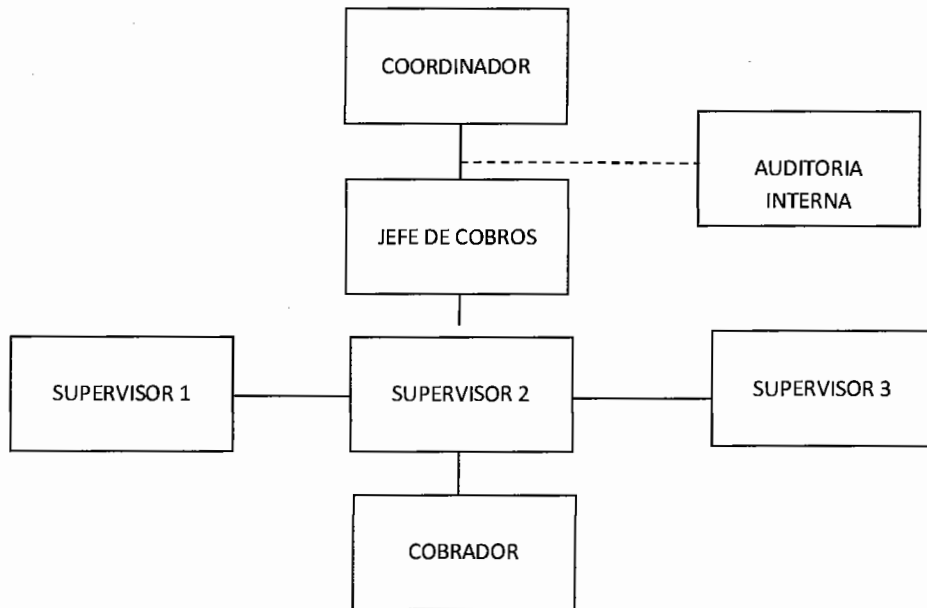 COORDINADOR
AUDITORIA
INTERNA
JEFE DE COBROS
SUPERVISOR 1
SUPERVISOR 2
SUPERVISOR 3
COBRADOR